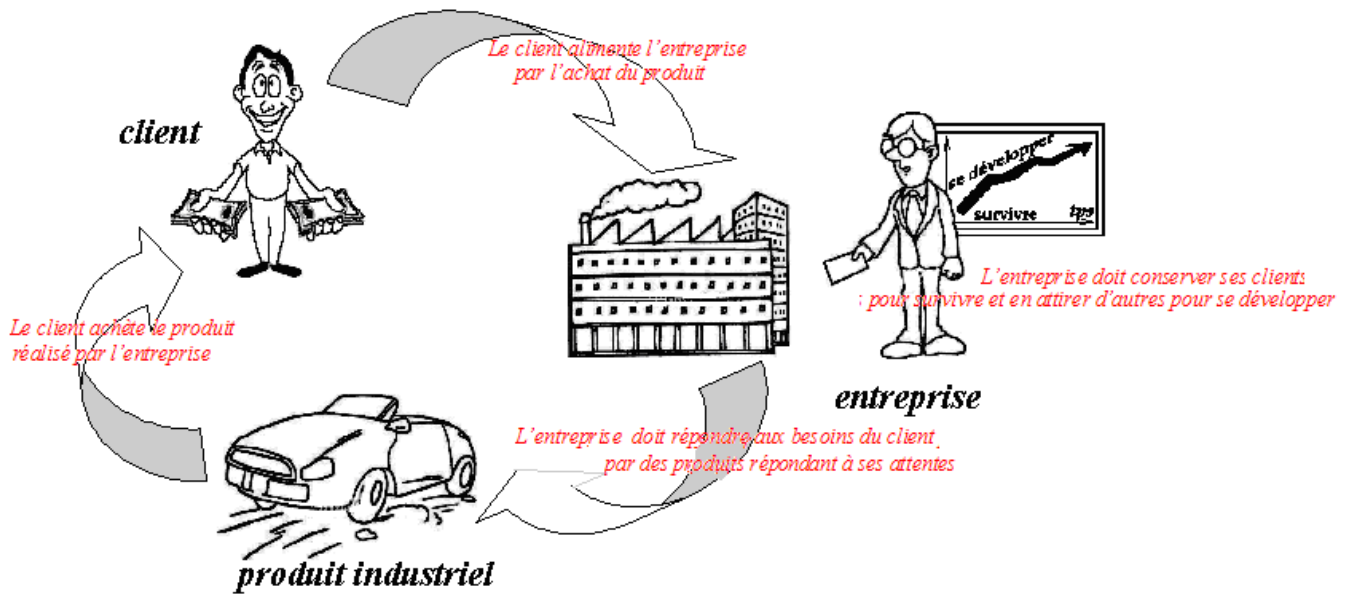 Le client alimente l'entreprise
par l'achat du produit
client
se développer
survivre
tps
L'entreprise doit conserver ses clients
: pour survivre et en attirer d'autres pour se développer
Le client achète le produit
réalisé par l'entreprise
entreprise
L'entreprise doit répondre aux besoins du client
par des produits répondant à ses attentes
produit industriel